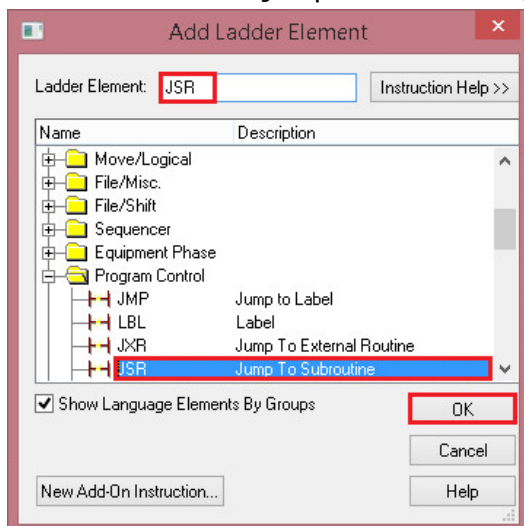 Add Ladder Element
Ladder Element: JSR Instruction Help >>
Name Description
Move/Logical
File/Misc.
File/Shift
Sequencer
Equipment Phase
Program Control
JMP Jump to Label
LBL Label
JXR Jump To External Routine
JSR Jump To Subroutine
Show Language Elements By Groups OK
Cancel
New Add-On Instruction... Help